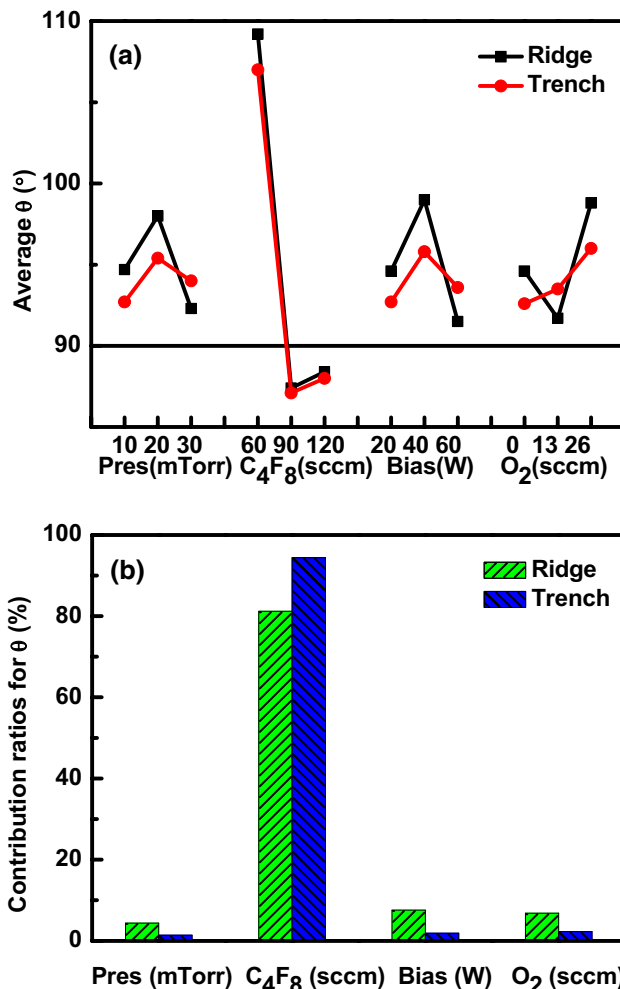 110
(a)
Ridge
Trench
100
90
Average θ (°)
10 20 30 60 90 120 20 40 60 0 13 26
Pres(mTorr) C4F8(sccm) Bias(W) O2(sccm)
100
(b)
Ridge
Trench
80
60
40
20
0
Contribution ratios for θ (%)
Pres (mTorr) C4F8 (sccm) Bias (W) O2 (sccm)